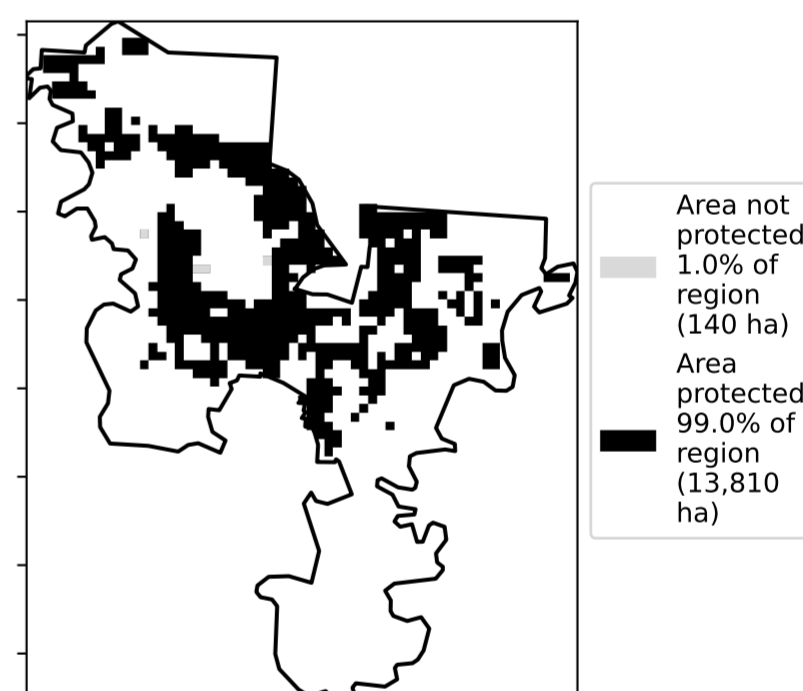 Area not
protected
1.0% of
region
(140 ha)
Area
protected
99.0% of
region
(13,810
ha)